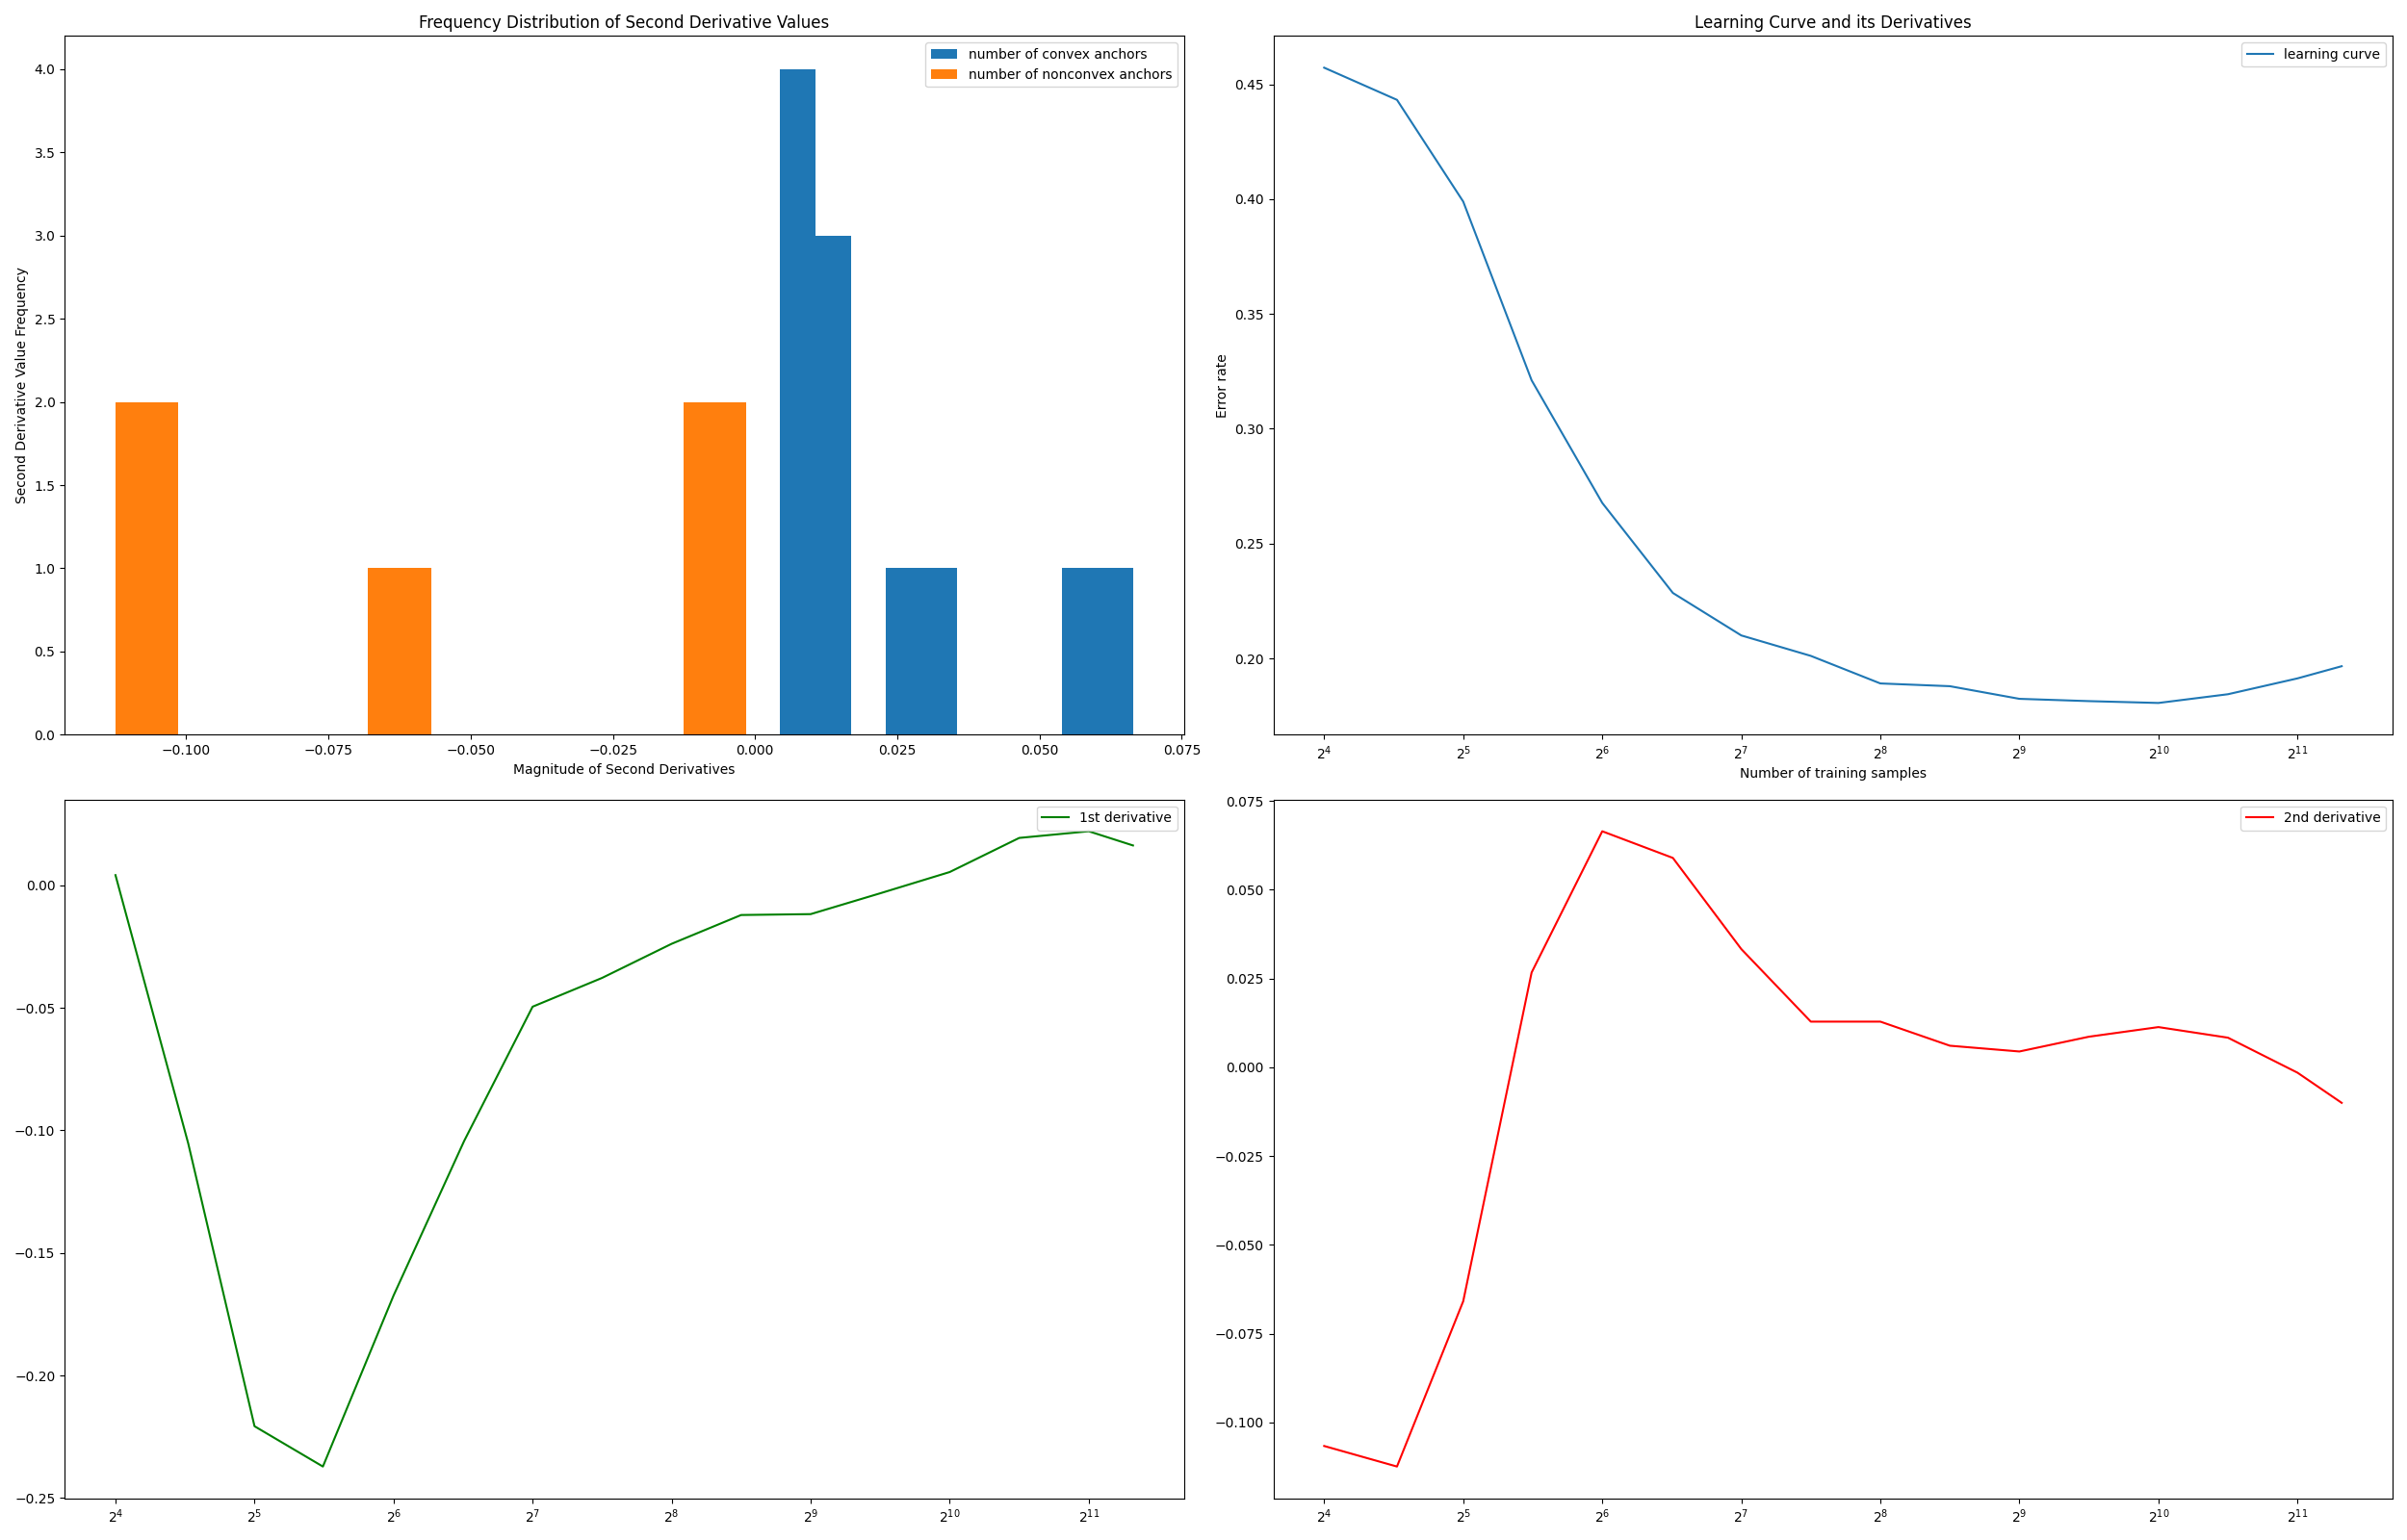 Frequency Distribution of Second Derivative Values
number of convex anchors
number of nonconvex anchors
Second Derivative Value Frequency
4.0
3.5
3.0
2.5
2.0
1.5
1.0
0.5
0.0
−0.100 −0.075 −0.050 −0.025 0.000 0.025 0.050 0.075
Magnitude of Second Derivatives
Learning Curve and its Derivatives
learning curve
Error rate
0.45
0.40
0.35
0.30
0.25
0.20
2⁴ 2⁵ 2⁶ 2⁷ 2⁸ 2⁹ 2¹⁰ 2¹¹
Number of training samples
1st derivative
0.00
−0.05
−0.10
−0.15
−0.20
−0.25
2⁴ 2⁵ 2⁶ 2⁷ 2⁸ 2⁹ 2¹⁰ 2¹¹
2nd derivative
0.075
0.050
0.025
0.000
−0.025
−0.050
−0.075
−0.100
2⁴ 2⁵ 2⁶ 2⁷ 2⁸ 2⁹ 2¹⁰ 2¹¹